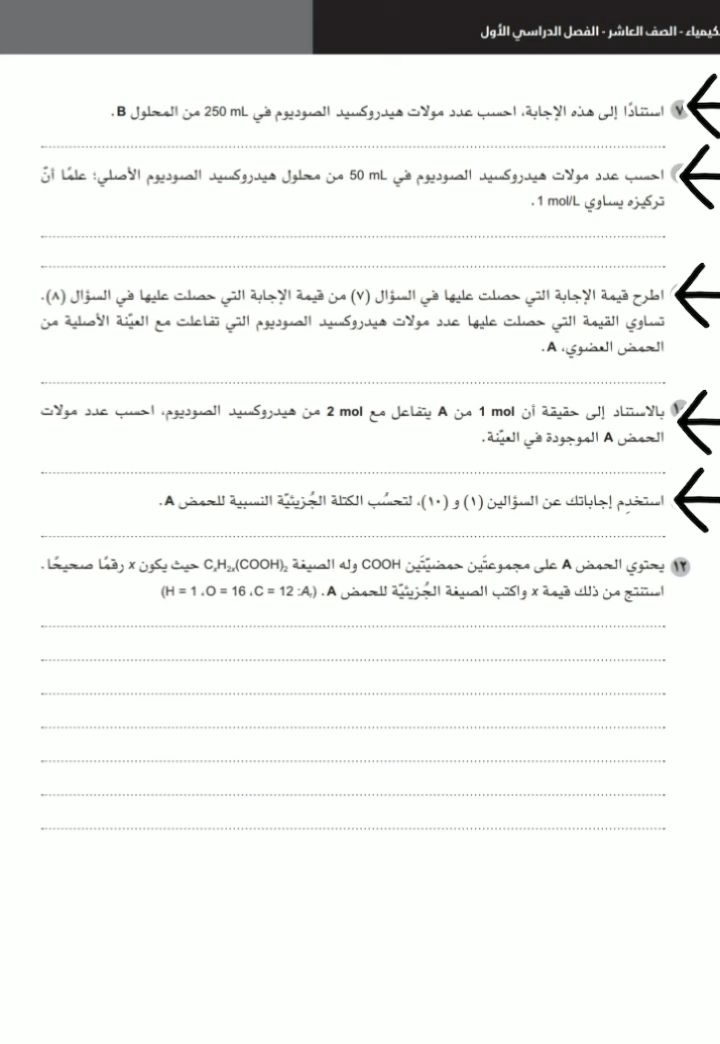 كيمياء - الصف العاشر - الفصل الدراسي الأول
٧ استنادًا إلى هذه الإجابة، احسب عدد مولات هيدروكسيد الصوديوم في 250 mL من المحلول B.
احسب عدد مولات هيدروكسيد الصوديوم في 50 mL من محلول هيدروكسيد الصوديوم الأصلي؛ علمًا أنّ
تركيزه يساوي 1 mol/L.
اطرح قيمة الإجابة التي حصلت عليها في السؤال (٧) من قيمة الإجابة التي حصلت عليها في السؤال (٨).
تساوي القيمة التي حصلت عليها عدد مولات هيدروكسيد الصوديوم التي تفاعلت مع العيّنة الأصلية من
الحمض العضوي، A.
بالاستناد إلى حقيقة أن 1 mol من A يتفاعل مع 2 mol من هيدروكسيد الصوديوم، احسب عدد مولات
الحمض A الموجودة في العيّنة.
استخدِم إجاباتك عن السؤالين (١) و (١٠)، لتحسُب الكتلة الجُزيئيّة النسبية للحمض A.
١٢ يحتوي الحمض A على مجموعتَين حمضيّتَين COOH وله الصيغة CₓH₂ₓ(COOH)₂ حيث يكون x رقمًا صحيحًا.
استنتج من ذلك قيمة x واكتب الصيغة الجُزيئيّة للحمض A. (Aᵣ: C = 12، O = 16، H = 1)